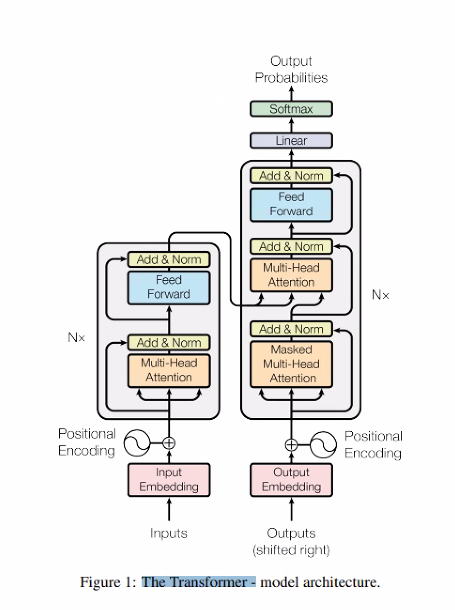 Output
Probabilities
Softmax
Linear
Add & Norm
Feed
Forward
Add & Norm
Multi-Head
Attention
Add & Norm
Masked
Multi-Head
Attention
Nx
Add & Norm
Feed
Forward
Nx
Add & Norm
Multi-Head
Attention
Positional
Encoding
Positional
Encoding
Input
Embedding
Output
Embedding
Inputs
Outputs
(shifted right)
Figure 1: The Transformer - model architecture.